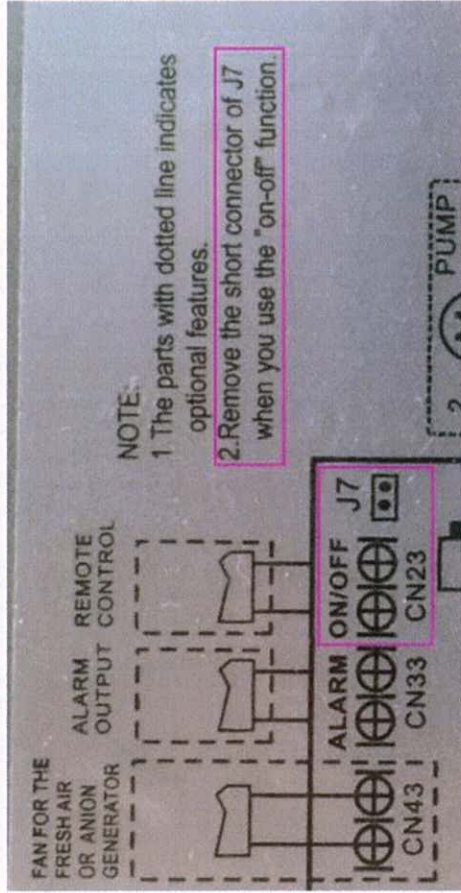 NOTE:
1.The parts with dotted line indicates
optional features.
2.Remove the short connector of J7
when you use the "on-off" function.
FAN FOR THE
FRESH AIR
OR ANION
GENERATOR
ALARM
OUTPUT
REMOTE
CONTROL
ALARM
ON/OFF
J7
CN43
CN33
CN23
2
PUMP
M